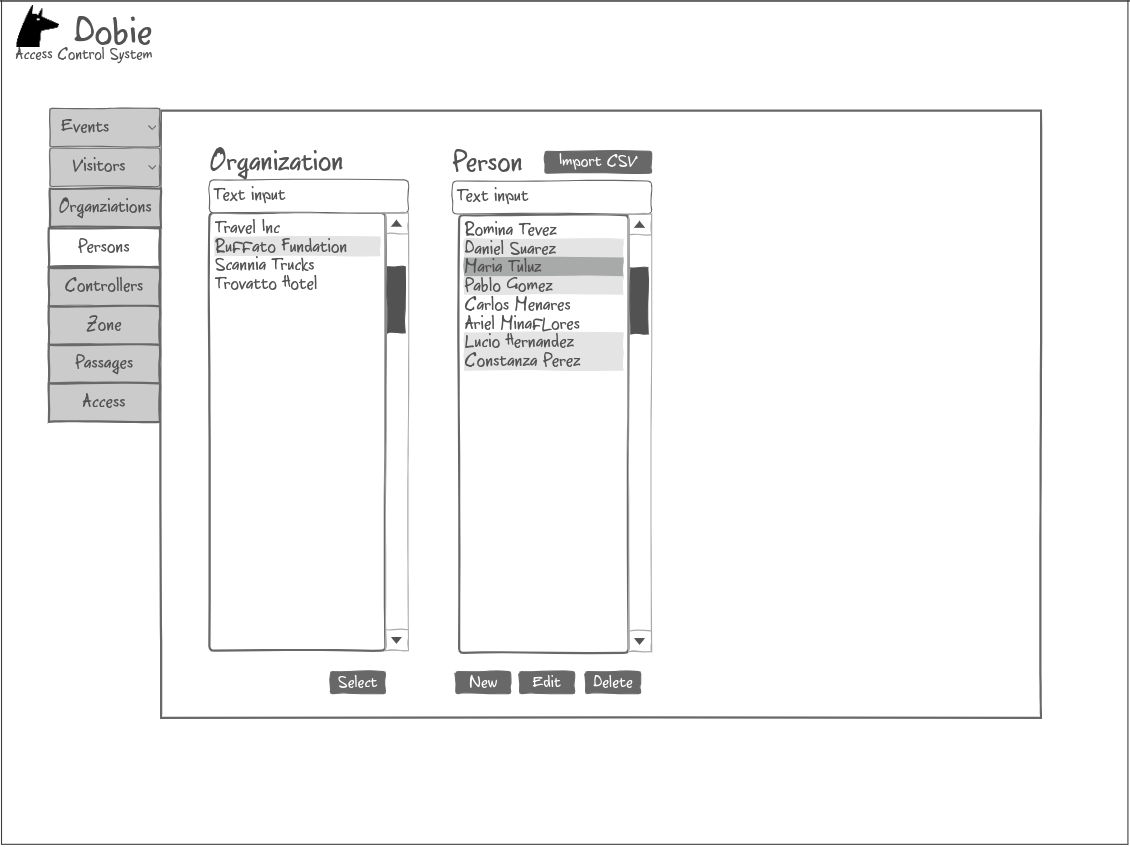 Dobie
Access Control System
Events
Visitors
Organziations
Persons
Controllers
Zone
Passages
Access
Organization
Text input
Travel Inc
Ruffato Fundation
Scannia Trucks
Trovatto Hotel
Select
Person
Import CSV
Text input
Romina Tevez
Daniel Suarez
Maria Tuluz
Pablo Gomez
Carlos Menares
Ariel Minaflores
Lucio Hernandez
Constanza Perez
New Edit Delete